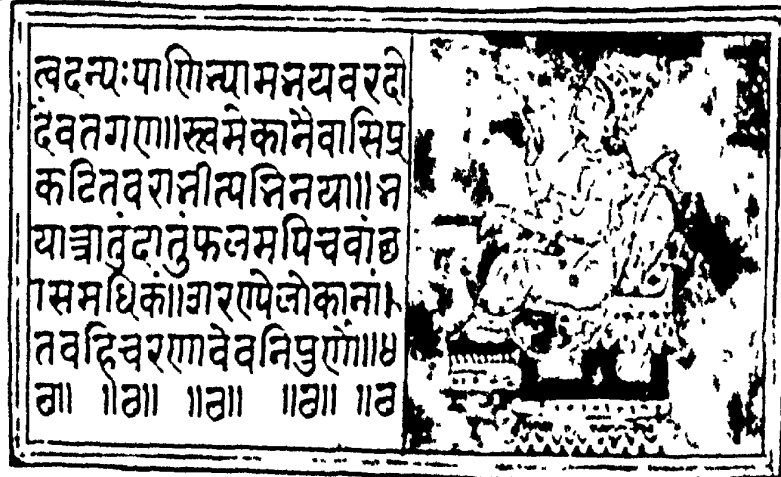 त्वदन्यःपाणिभ्यामभयवरदो
दैवतगण॥स्त्वमेकानैवासिप्र
कटितवराभीत्यभिनया॥भ
यात्त्रातुंदातुंफलमपिचवांछ
ासमधिकं॥शरण्येलोकानां।
तवहिचरणावेवनिपुणौ॥४
छ॥ ॥छ॥ ॥छ॥ ॥छ॥ ॥छ